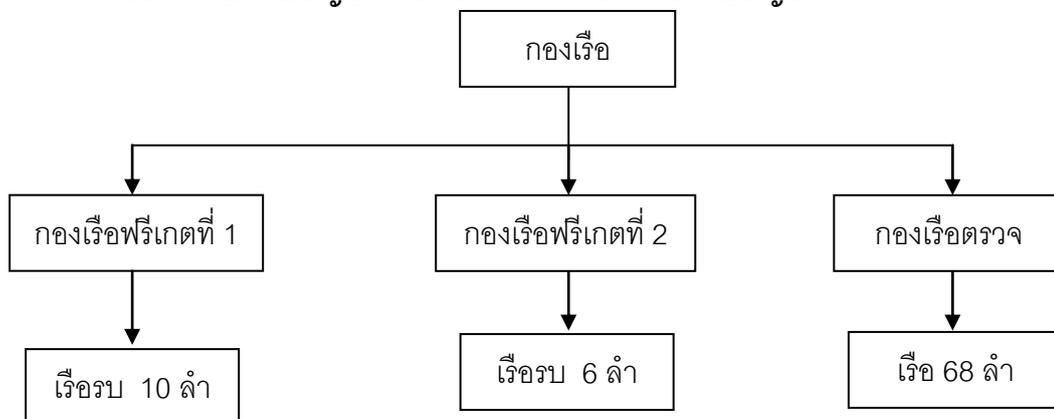 กองเรือ
กองเรือฟรีเกตที่ 1
กองเรือฟรีเกตที่ 2
กองเรือตรวจ
เรือรบ 10 ลำ
เรือรบ 6 ลำ
เรือ 68 ลำ